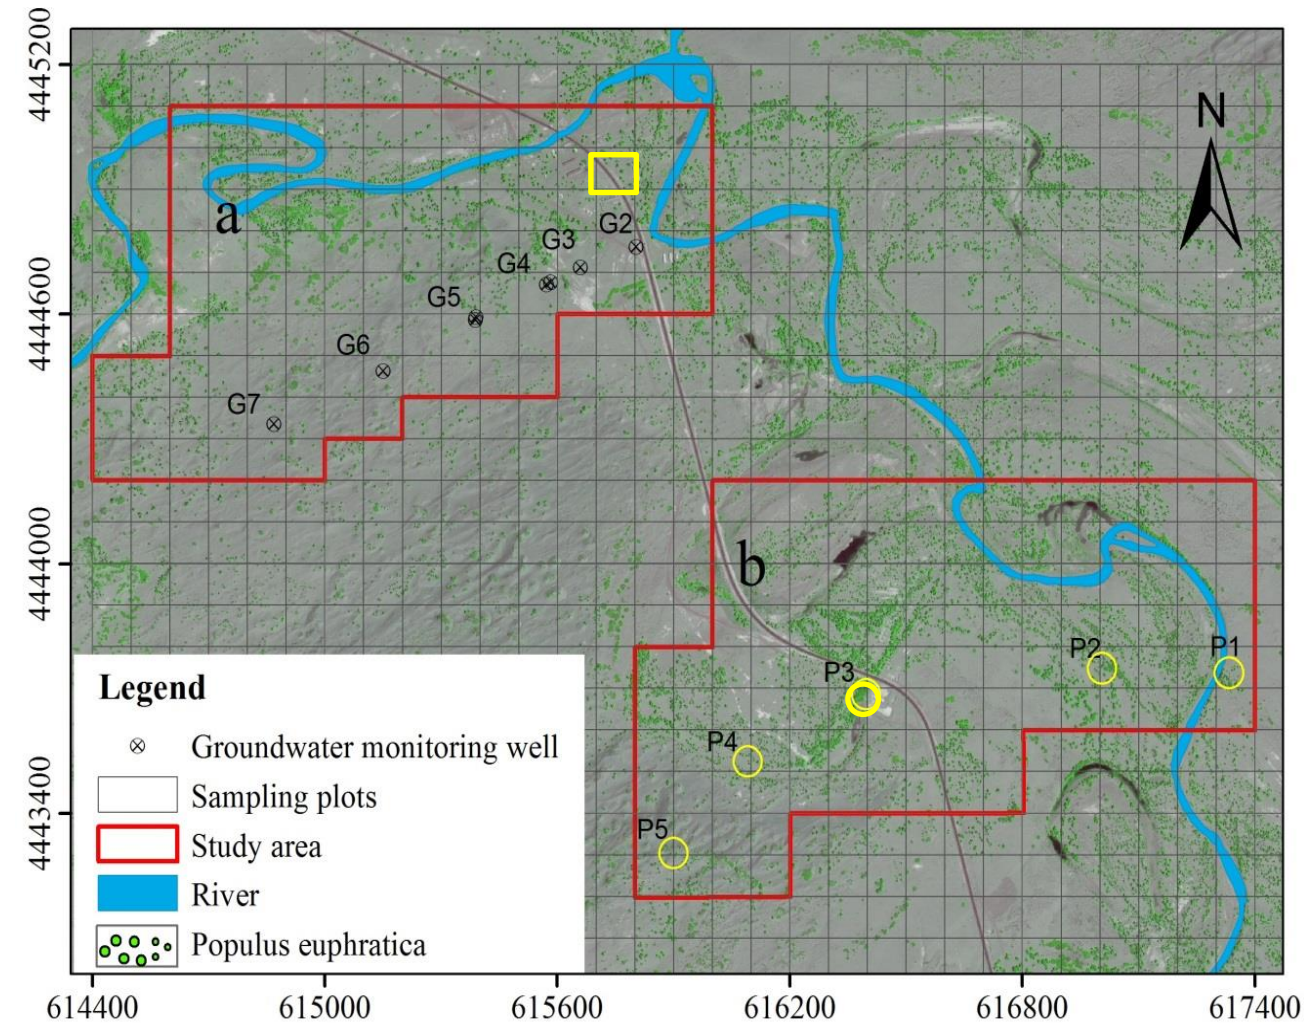 4445200
N
a
G2
G3
G4
G5
4444600
G6
G7
4444000
b
P2
P1
P3
P4
P5
4443400
Legend
Groundwater monitoring well
Sampling plots
Study area
River
Populus euphratica
614400 615000 615600 616200 616800 617400